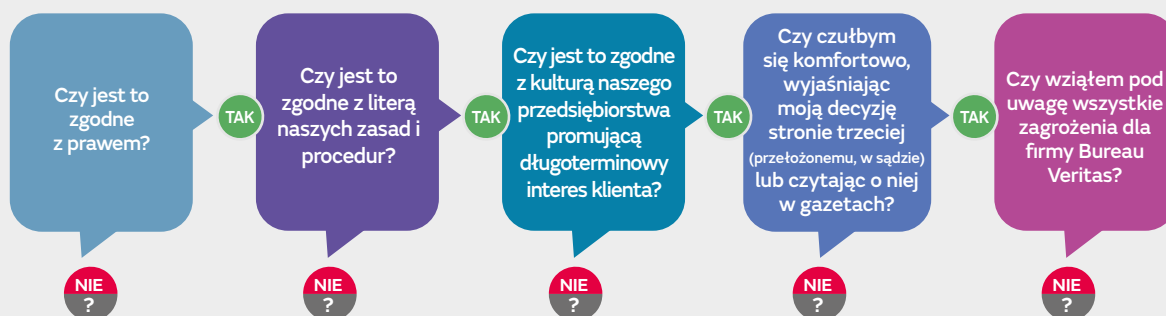 Czy jest to
zgodne
z prawem?
TAK
Czy jest to
zgodne z literą
naszych zasad i
procedur?
TAK
Czy jest to zgodne
z kulturą naszego
przedsiębiorstwa
promującą
długoterminowy
interes klienta?
TAK
Czy czułbym
się komfortowo,
wyjaśniając
moją decyzję
stronie trzeciej
(przełożonemu, w sądzie)
lub czytając o niej
w gazetach?
TAK
Czy wziąłem pod
uwagę wszystkie
zagrożenia dla
firmy Bureau
Veritas?
NIE
?
NIE
?
NIE
?
NIE
?
NIE
?